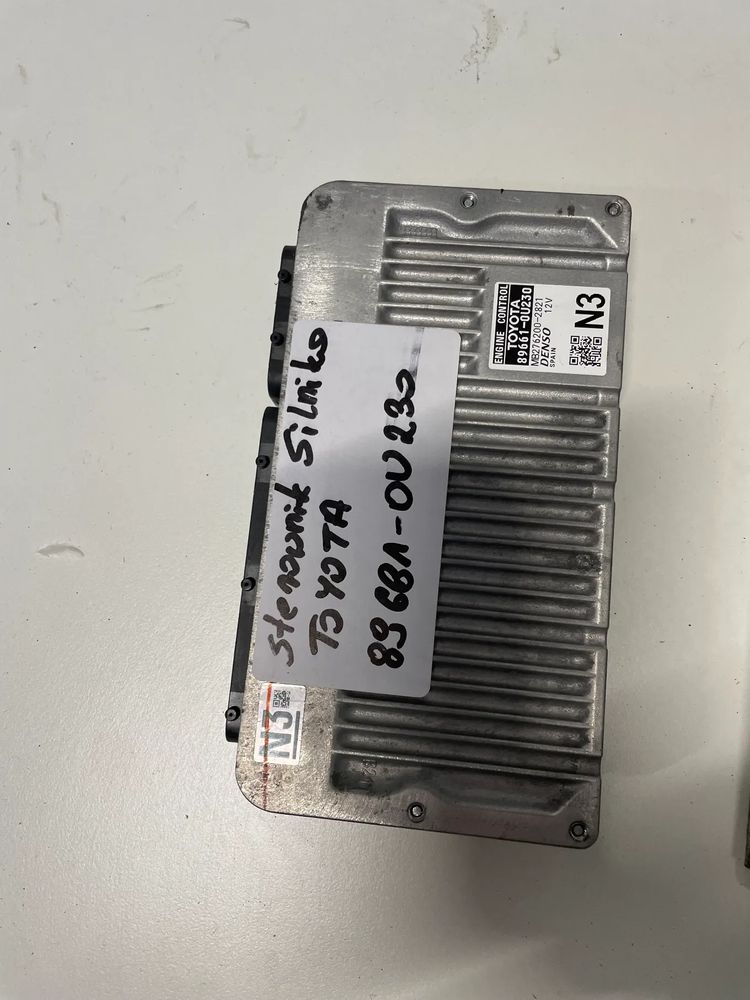 ENGINE CONTROL
TOYOTA
89661-0U230
MB276200-2821
DENSO 12V
SPAIN
N3
sterownik Silnika
TOYOTA
89661-0U230
N3